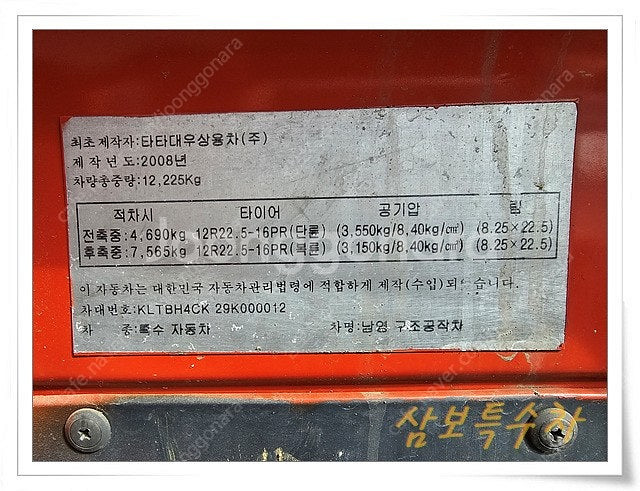 최초 제작자:타타대우상용차(주)
제 작 년 도:2008년
차량총중량:12,225Kg
적차시 타이어 공기압 림
전축중:4,690kg 12R22.5-16PR(단륜) (3,550kg/8,40kg/㎠) (8.25×22.5)
후축중:7,565kg 12R22.5-16PR(복륜) (3,150kg/8,40kg/㎠) (8.25×22.5)
이 자동차는 대한민국 자동차관리법령에 적합하게 제작(수입)되었습니다.
차대번호:KLTBH4CK 29K000012
차 종:특수 자동차 차명:남영 구조공작차
삼보특수차